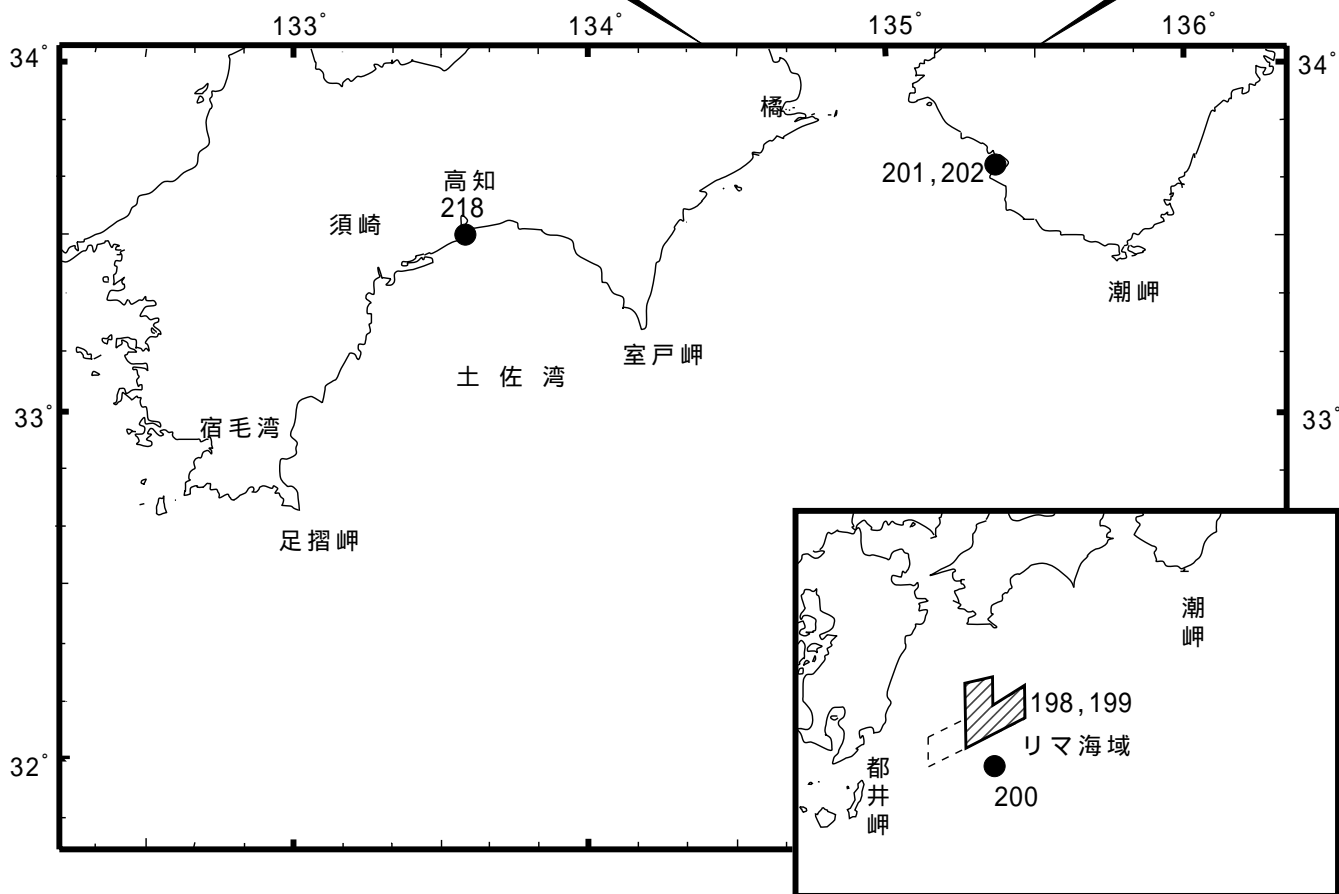 133°
134°
135°
136°
34°
34°
橘
201,202
高知
218
須崎
潮岬
室戸岬
土佐湾
33°
33°
宿毛湾
足摺岬
32°
潮岬
198,199
リマ海域
都井岬
200